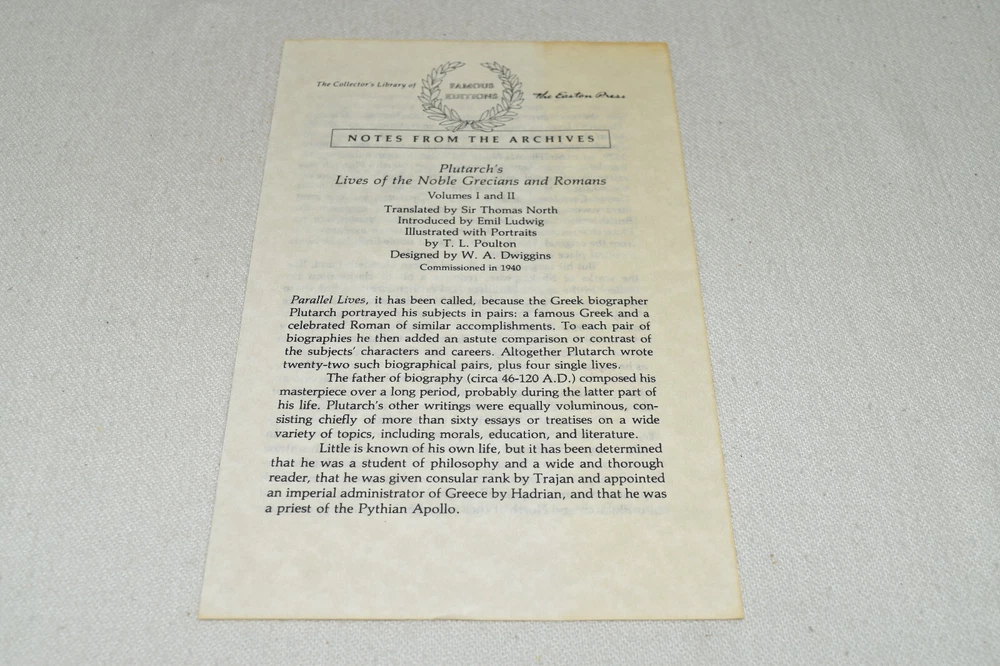 The Collector's Library of
FAMOUS
EDITIONS
The Easton Press
NOTES FROM THE ARCHIVES
Plutarch's
Lives of the Noble Grecians and Romans
Volumes I and II
Translated by Sir Thomas North
Introduced by Emil Ludwig
Illustrated with Portraits
by T. L. Poulton
Designed by W. A. Dwiggins
Commissioned in 1940
Parallel Lives, it has been called, because the Greek biographer
Plutarch portrayed his subjects in pairs: a famous Greek and a
celebrated Roman of similar accomplishments. To each pair of
biographies he then added an astute comparison or contrast of
the subjects' characters and careers. Altogether Plutarch wrote
twenty-two such biographical pairs, plus four single lives.
The father of biography (circa 46-120 A.D.) composed his
masterpiece over a long period, probably during the latter part of
his life. Plutarch's other writings were equally voluminous, con-
sisting chiefly of more than sixty essays or treatises on a wide
variety of topics, including morals, education, and literature.
Little is known of his own life, but it has been determined
that he was a student of philosophy and a wide and thorough
reader, that he was given consular rank by Trajan and appointed
an imperial administrator of Greece by Hadrian, and that he was
a priest of the Pythian Apollo.